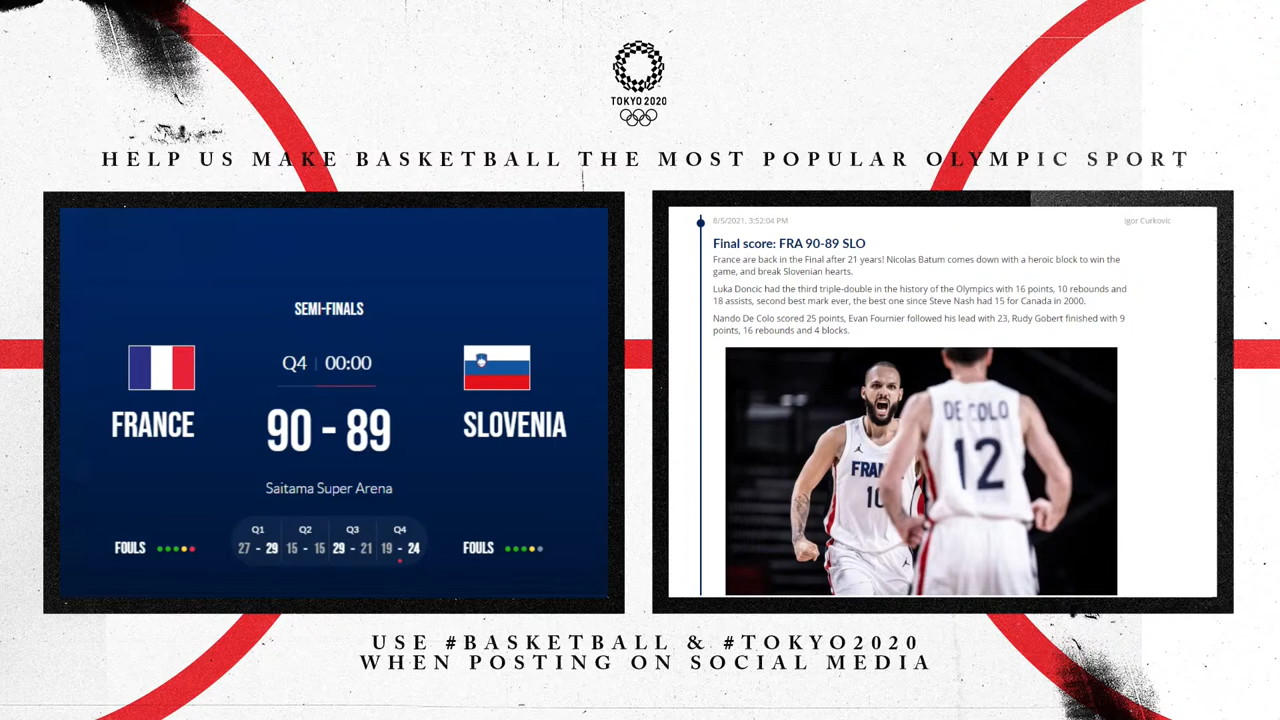 TOKYO 2020
HELP US MAKE BASKETBALL THE MOST POPULAR OLYMPIC SPORT
SEMI-FINALS
Q4 | 00:00
FRANCE
90 - 89
SLOVENIA
Saitama Super Arena
FOULS
Q1 Q2 Q3 Q4
27 - 29 15 - 15 29 - 21 19 - 24
FOULS
8/5/2021, 3:52:04 PM
Igor Curkovic
Final score: FRA 90-89 SLO
France are back in the Final after 21 years! Nicolas Batum comes down with a heroic block to win the
game, and break Slovenian hearts.
Luka Doncic had the third triple-double in the history of the Olympics with 16 points, 10 rebounds and
18 assists, second best mark ever, the best one since Steve Nash had 15 for Canada in 2000.
Nando De Colo scored 25 points, Evan Fournier followed his lead with 23, Rudy Gobert finished with 9
points, 16 rebounds and 4 blocks.
FRAN
10
DE COLO
12
USE #BASKETBALL & #TOKYO2020
WHEN POSTING ON SOCIAL MEDIA